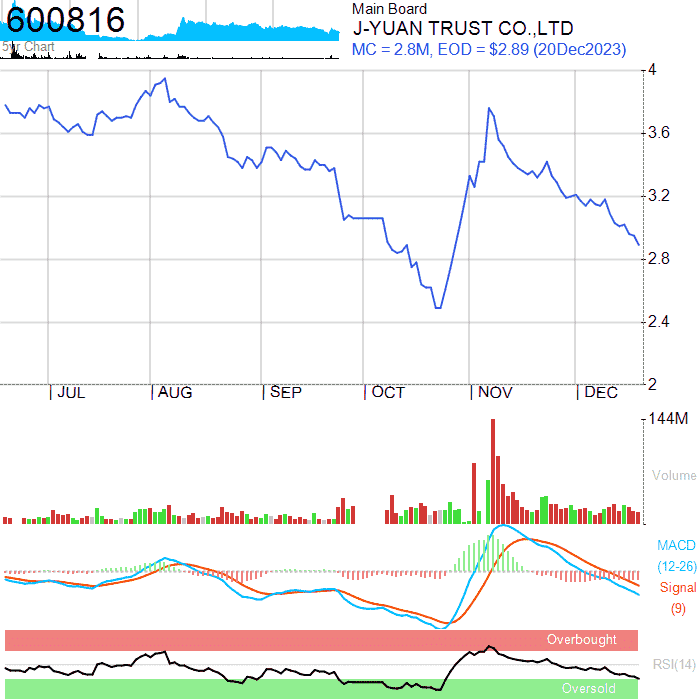 600816
5yr Chart
Main Board
J-YUAN TRUST CO.,LTD
MC = 2.8M, EOD = $2.89 (20Dec2023)
4
3.6
3.2
2.8
2.4
2
JUL AUG SEP OCT NOV DEC
144M
Volume
MACD
(12-26)
Signal
(9)
Overbought
RSI(14)
Oversold